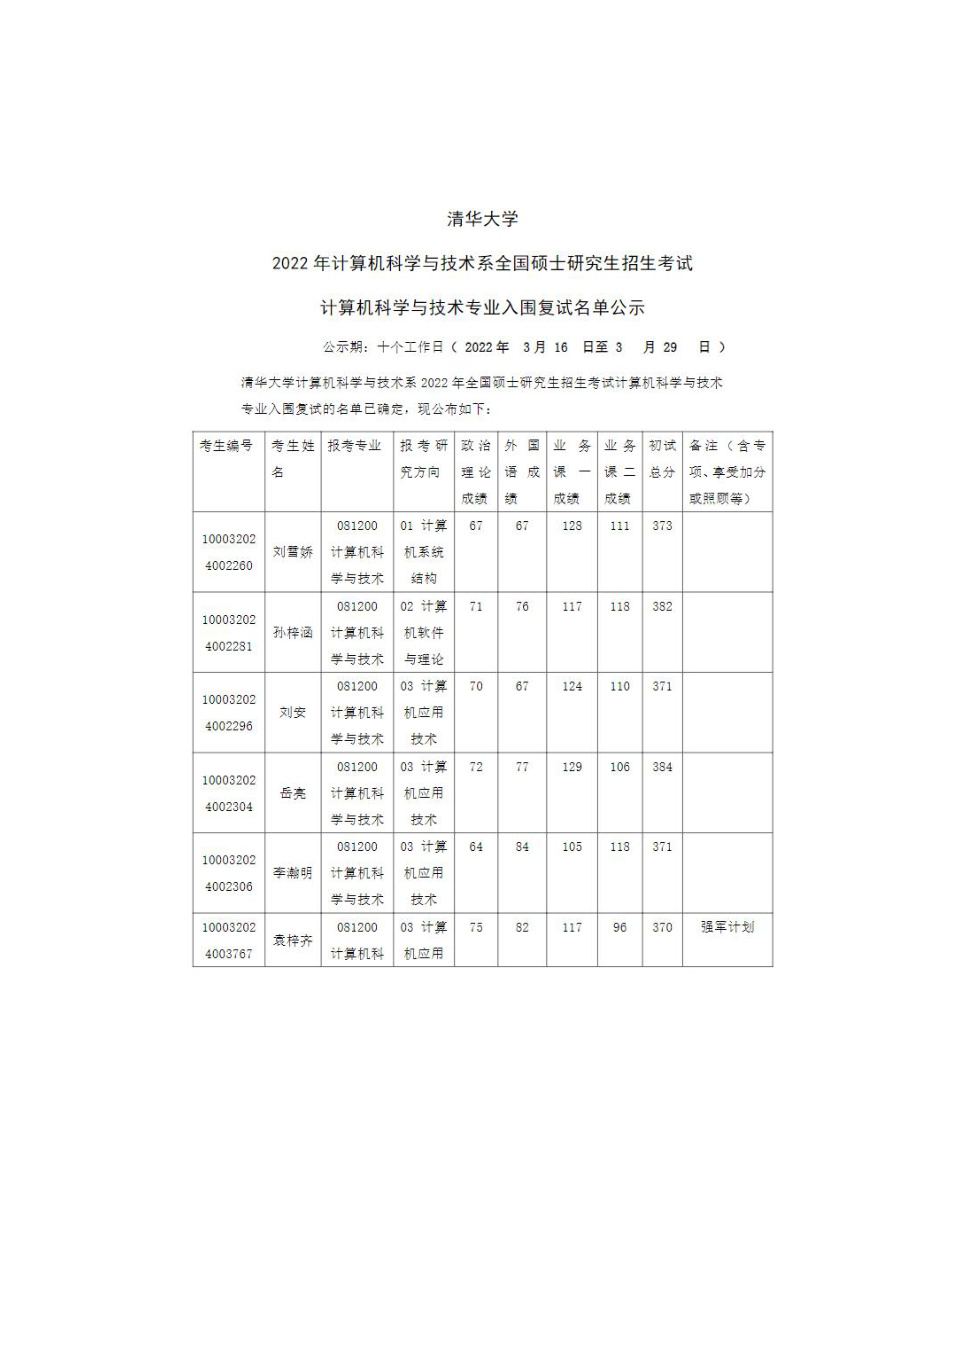 清华大学
2022 年计算机科学与技术系全国硕士研究生招生考试
计算机科学与技术专业入围复试名单公示
公示期：十个工作日（ 2022 年 3 月 16 日至 3 月 29 日 ）
清华大学计算机科学与技术系 2022 年全国硕士研究生招生考试计算机科学与技术
专业入围复试的名单已确定，现公布如下：
考生编号 考生姓名 报考专业 报考研究方向 政治理论成绩 外国语成绩 业务课一成绩 业务课二成绩 初试总分 备注（含专项、享受加分或照顾等）
100032024002260 刘雪娇 081200 计算机科学与技术 01 计算机系统结构 67 67 128 111 373
100032024002281 孙梓涵 081200 计算机科学与技术 02 计算机软件与理论 71 76 117 118 382
100032024002296 刘安 081200 计算机科学与技术 03 计算机应用技术 70 67 124 110 371
100032024002304 岳亮 081200 计算机科学与技术 03 计算机应用技术 72 77 129 106 384
100032024002306 李瀚明 081200 计算机科学与技术 03 计算机应用技术 64 84 105 118 371
100032024003767 袁梓齐 081200 计算机科 03 计算机应用 75 82 117 96 370 强军计划